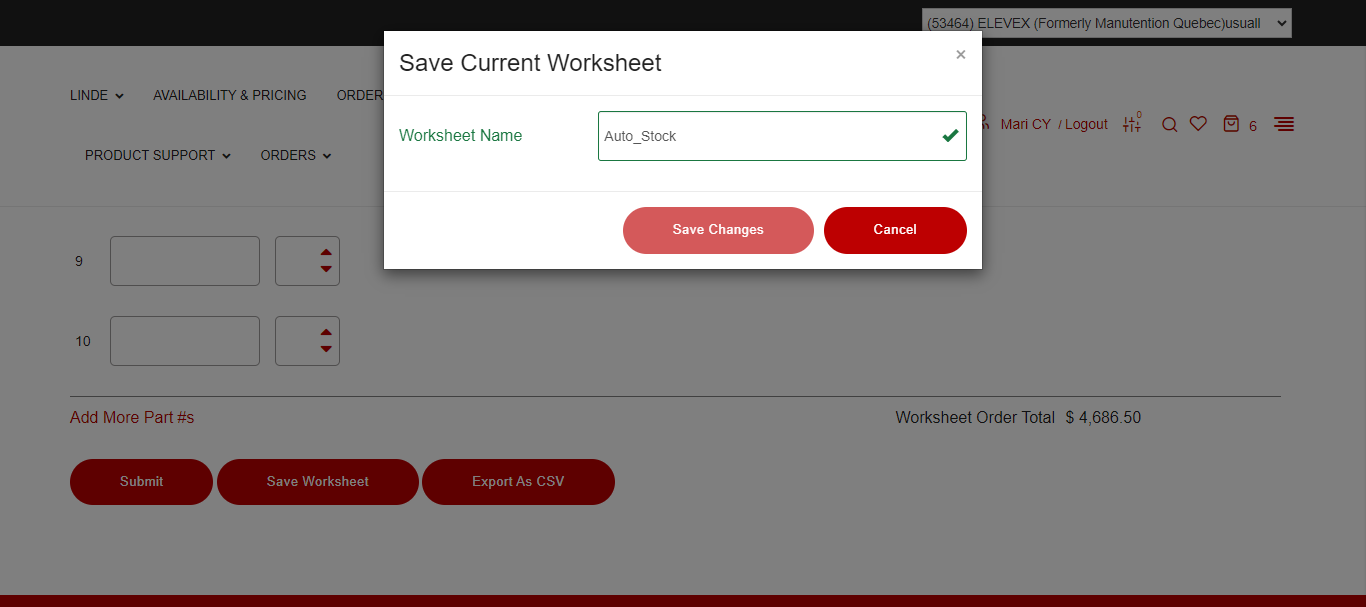 (53464) ELEVEX (Formerly Manutention Quebec)usuall
Save Current Worksheet
×
LINDE
AVAILABILITY & PRICING
ORDER
Worksheet Name
Auto_Stock
Mari CY / Logout
0
6
PRODUCT SUPPORT
ORDERS
Save Changes
Cancel
9
10
Add More Part #s
Worksheet Order Total $ 4,686.50
Submit
Save Worksheet
Export As CSV